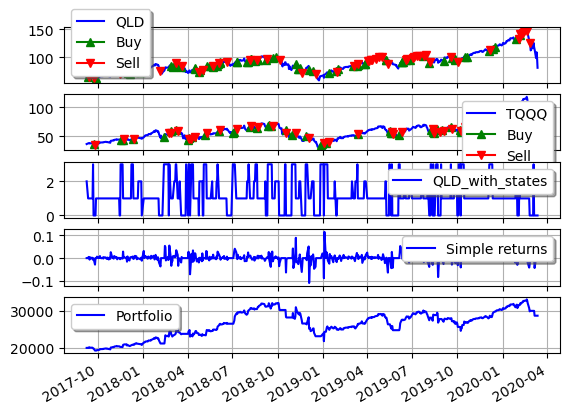 150
100
QLD
Buy
Sell
100
50
TQQQ
Buy
Sell
2
0
QLD_with_states
0.1
0.0
−0.1
Simple returns
30000
20000
Portfolio
2017-10
2018-01
2018-04
2018-07
2018-10
2019-01
2019-04
2019-07
2019-10
2020-01
2020-04